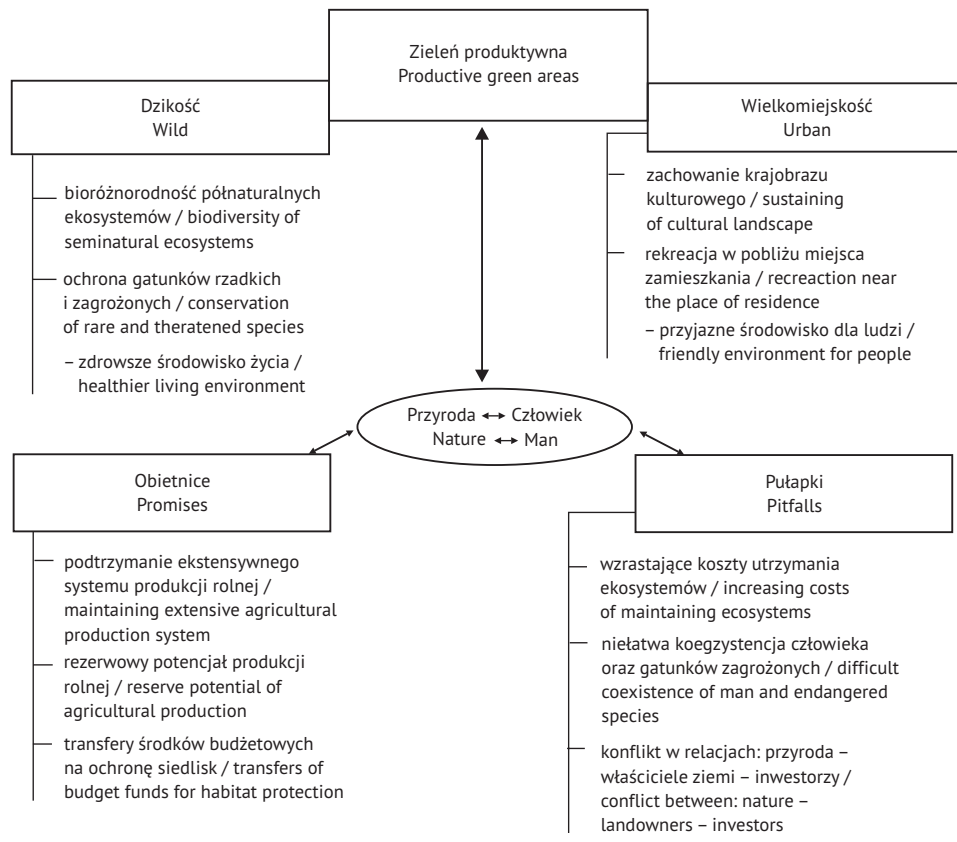 Zieleń produktywna
Productive green areas
Dzikość
Wild
bioróżnorodność półnaturalnych
ekosystemów / biodiversity of
seminatural ecosystems
ochrona gatunków rzadkich
i zagrożonych / conservation
of rare and theratened species
– zdrowsze środowisko życia /
healthier living environment
Wielkomiejskość
Urban
zachowanie krajobrazu
kulturowego / sustaining
of cultural landscape
rekreacja w pobliżu miejsca
zamieszkania / recreaction near
the place of residence
– przyjazne środowisko dla ludzi /
friendly environment for people
Przyroda ↔ Człowiek
Nature ↔ Man
Obietnice
Promises
podtrzymanie ekstensywnego
systemu produkcji rolnej /
maintaining extensive agricultural
production system
rezerwowy potencjał produkcji
rolnej / reserve potential of
agricultural production
transfery środków budżetowych
na ochronę siedlisk / transfers of
budget funds for habitat protection
Pułapki
Pitfalls
wzrastające koszty utrzymania
ekosystemów / increasing costs
of maintaining ecosystems
niełatwa koegzystencja człowieka
oraz gatunków zagrożonych / difficult
coexistence of man and endangered
species
konflikt w relacjach: przyroda –
właściciele ziemi – inwestorzy /
conflict between: nature –
landowners – investors